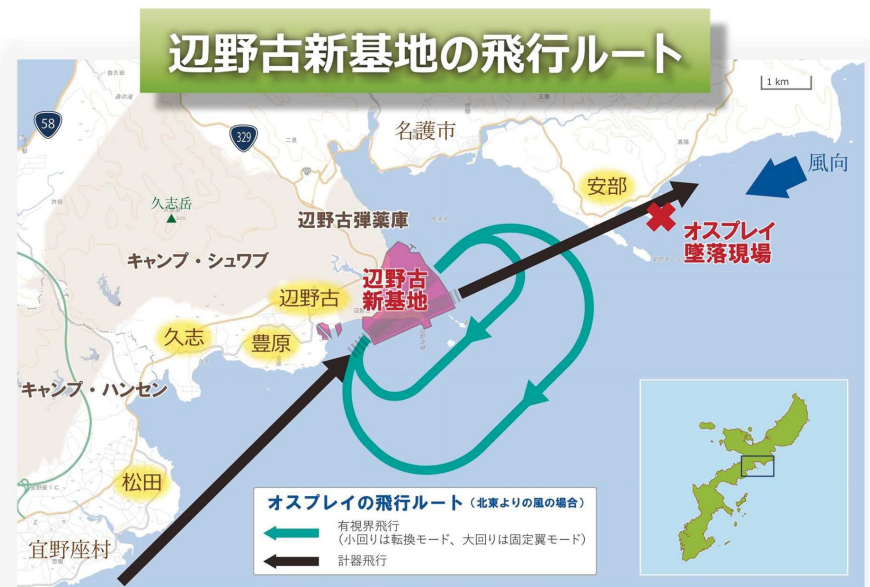 辺野古新基地の飛行ルート
1 km
58
329
名護市
安部
風向
久志岳
辺野古弾薬庫
オスプレイ
墜落現場
キャンプ・シュワブ
辺野古
新基地
辺野古
久志
豊原
キャンプ・ハンセン
松田
宜野座村
オスプレイの飛行ルート(北東よりの風の場合)
有視界飛行
(小回りは転換モード、大回りは固定翼モード)
計器飛行